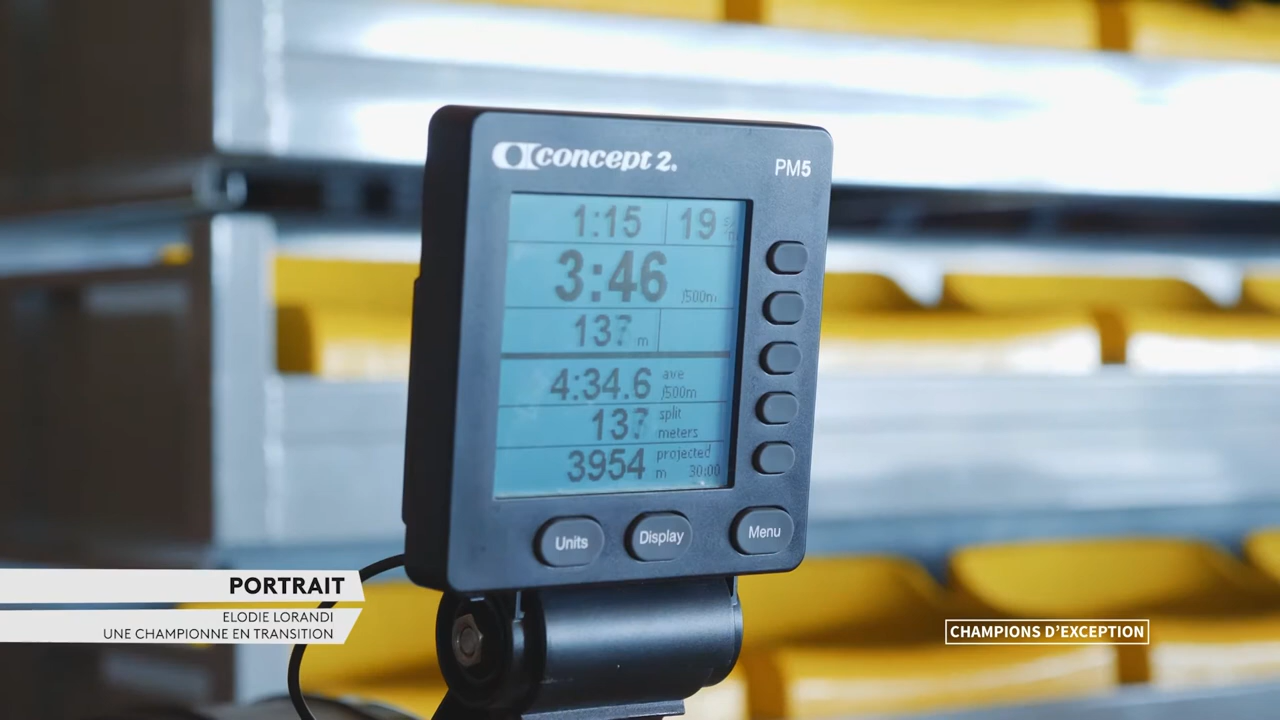 concept 2.
PM5
1:15 19
3:46 /500m
137 m
4:34.6 ave /500m
137 split meters
3954 projected m 30:00
Units Display Menu
PORTRAIT
ELODIE LORANDI
UNE CHAMPIONNE EN TRANSITION
CHAMPIONS D'EXCEPTION